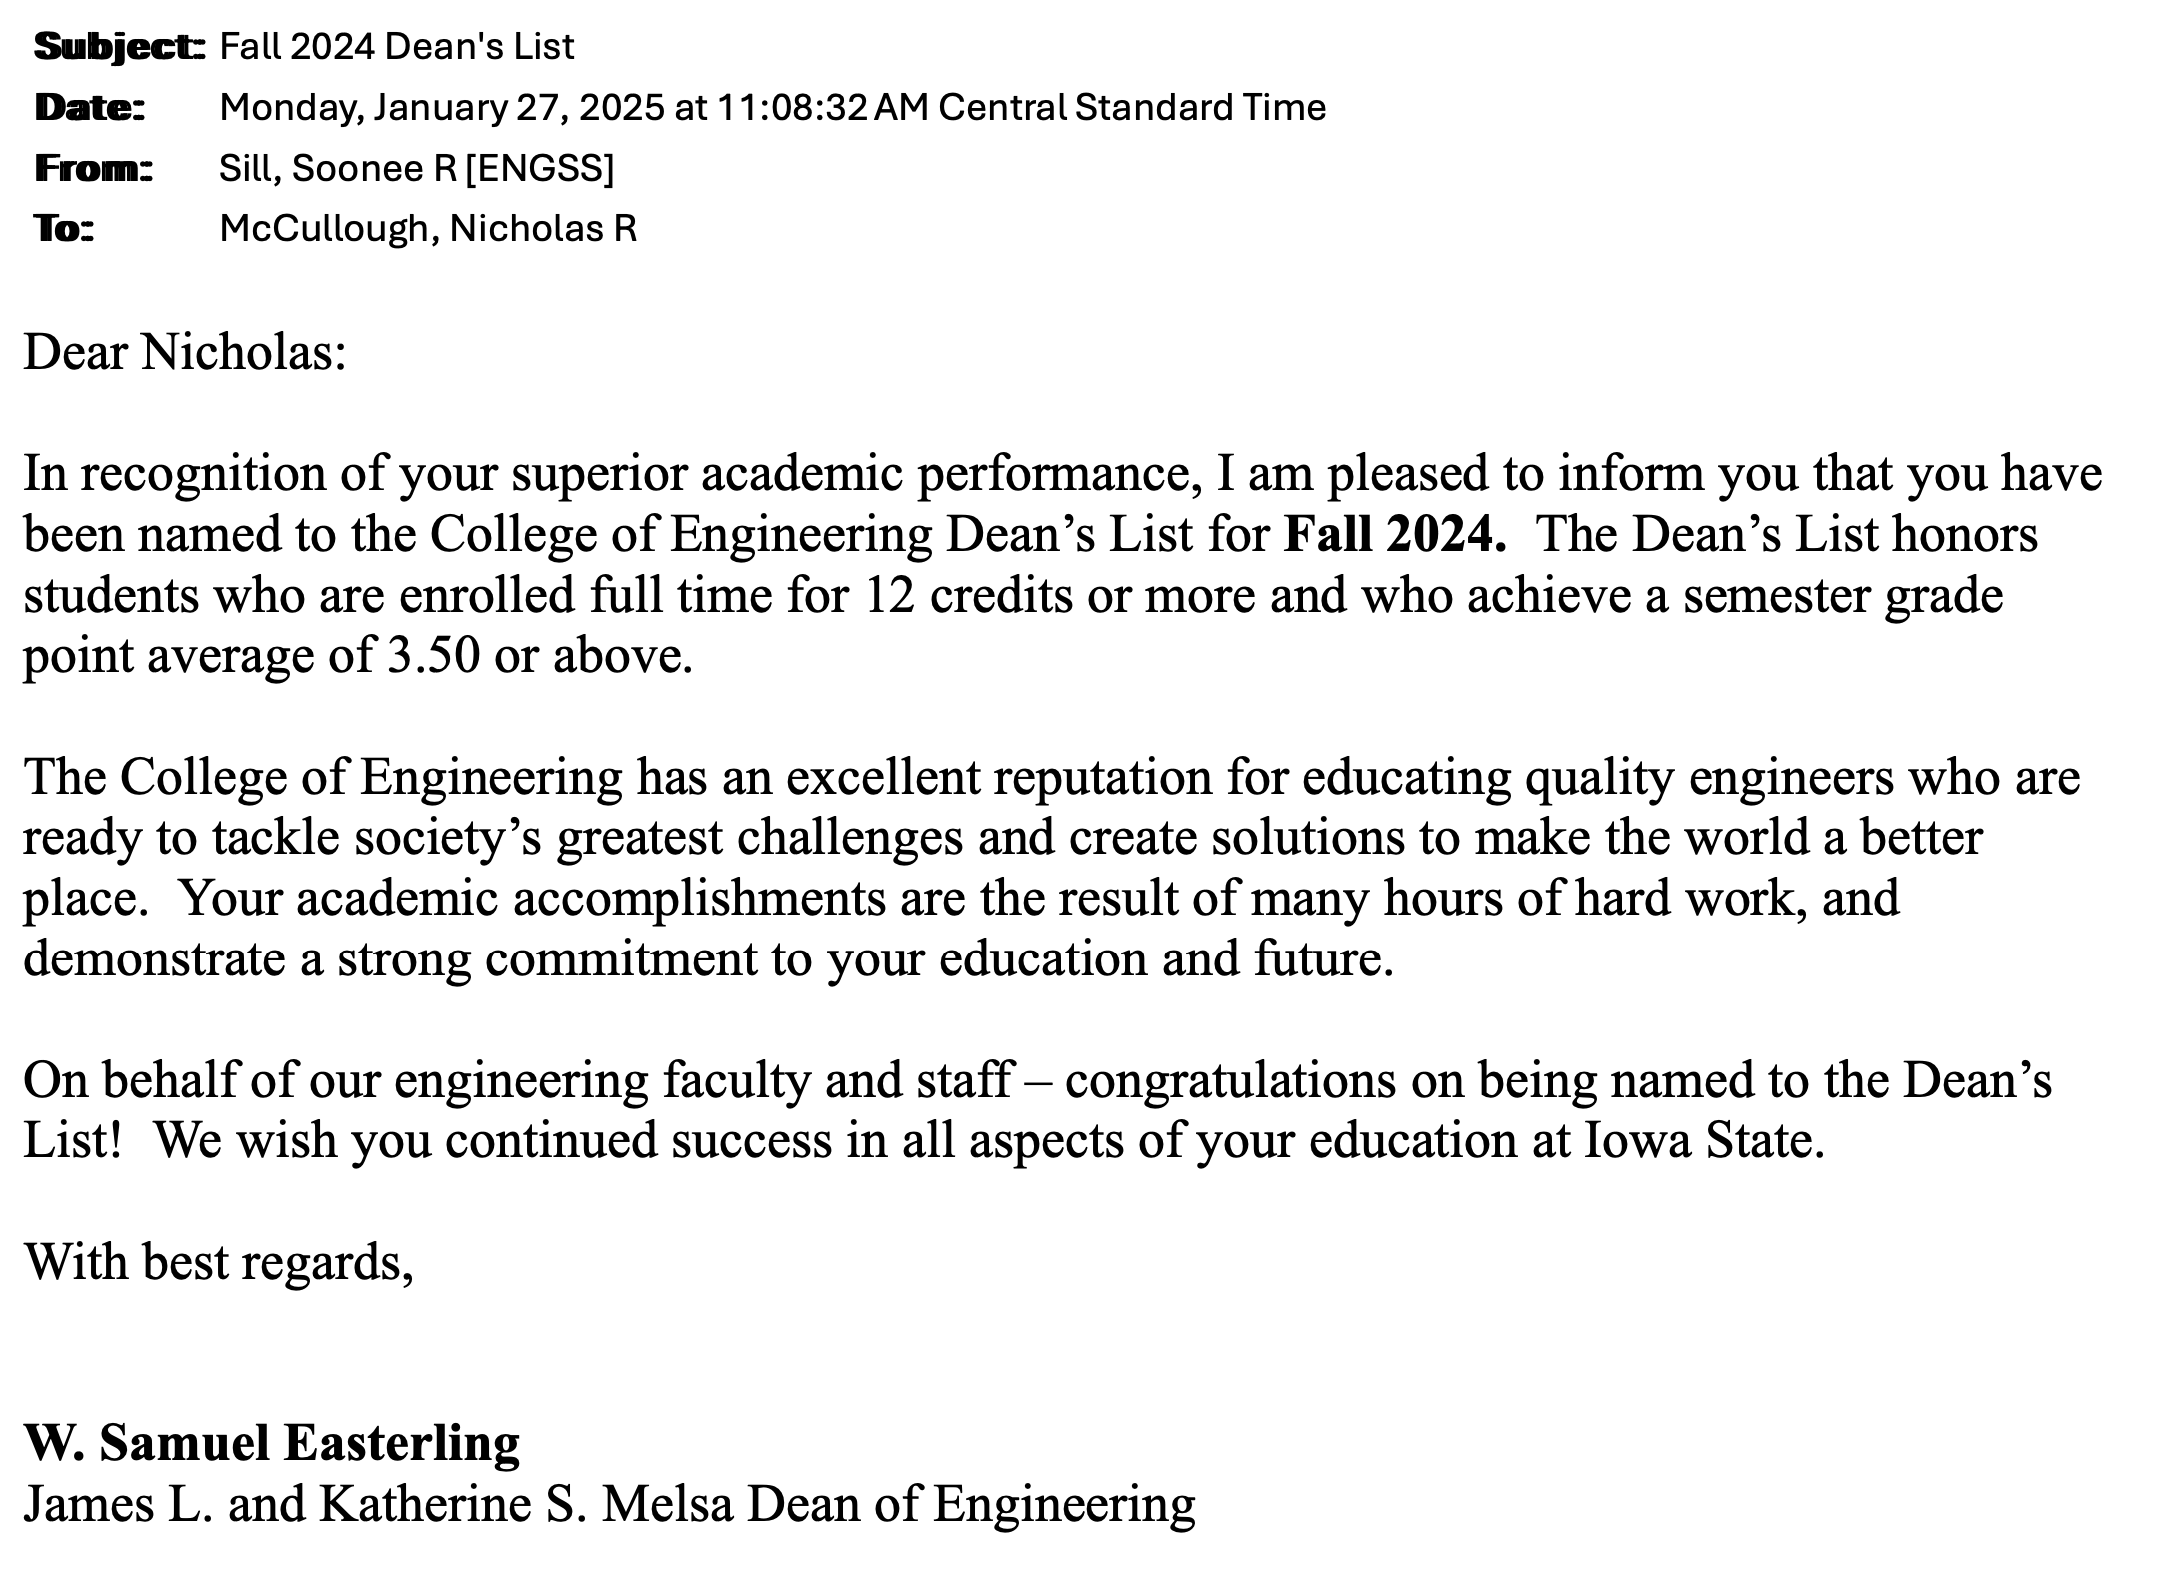 Subject: Fall 2024 Dean's List
Date: Monday, January 27, 2025 at 11:08:32 AM Central Standard Time
From: Sill, Soonee R [ENGSS]
To: McCullough, Nicholas R
Dear Nicholas:
In recognition of your superior academic performance, I am pleased to inform you that you have
been named to the College of Engineering Dean’s List for Fall 2024.  The Dean’s List honors
students who are enrolled full time for 12 credits or more and who achieve a semester grade
point average of 3.50 or above.
The College of Engineering has an excellent reputation for educating quality engineers who are
ready to tackle society’s greatest challenges and create solutions to make the world a better
place.  Your academic accomplishments are the result of many hours of hard work, and
demonstrate a strong commitment to your education and future.
On behalf of our engineering faculty and staff – congratulations on being named to the Dean’s
List!  We wish you continued success in all aspects of your education at Iowa State.
With best regards,
W. Samuel Easterling
James L. and Katherine S. Melsa Dean of Engineering